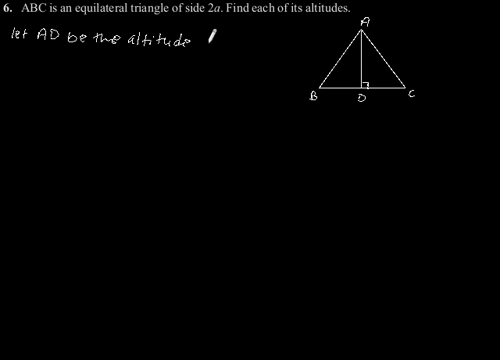 6. ABC is an equilateral triangle of side 2a. Find each of its altitudes.
let AD be the altitude
A
B D C